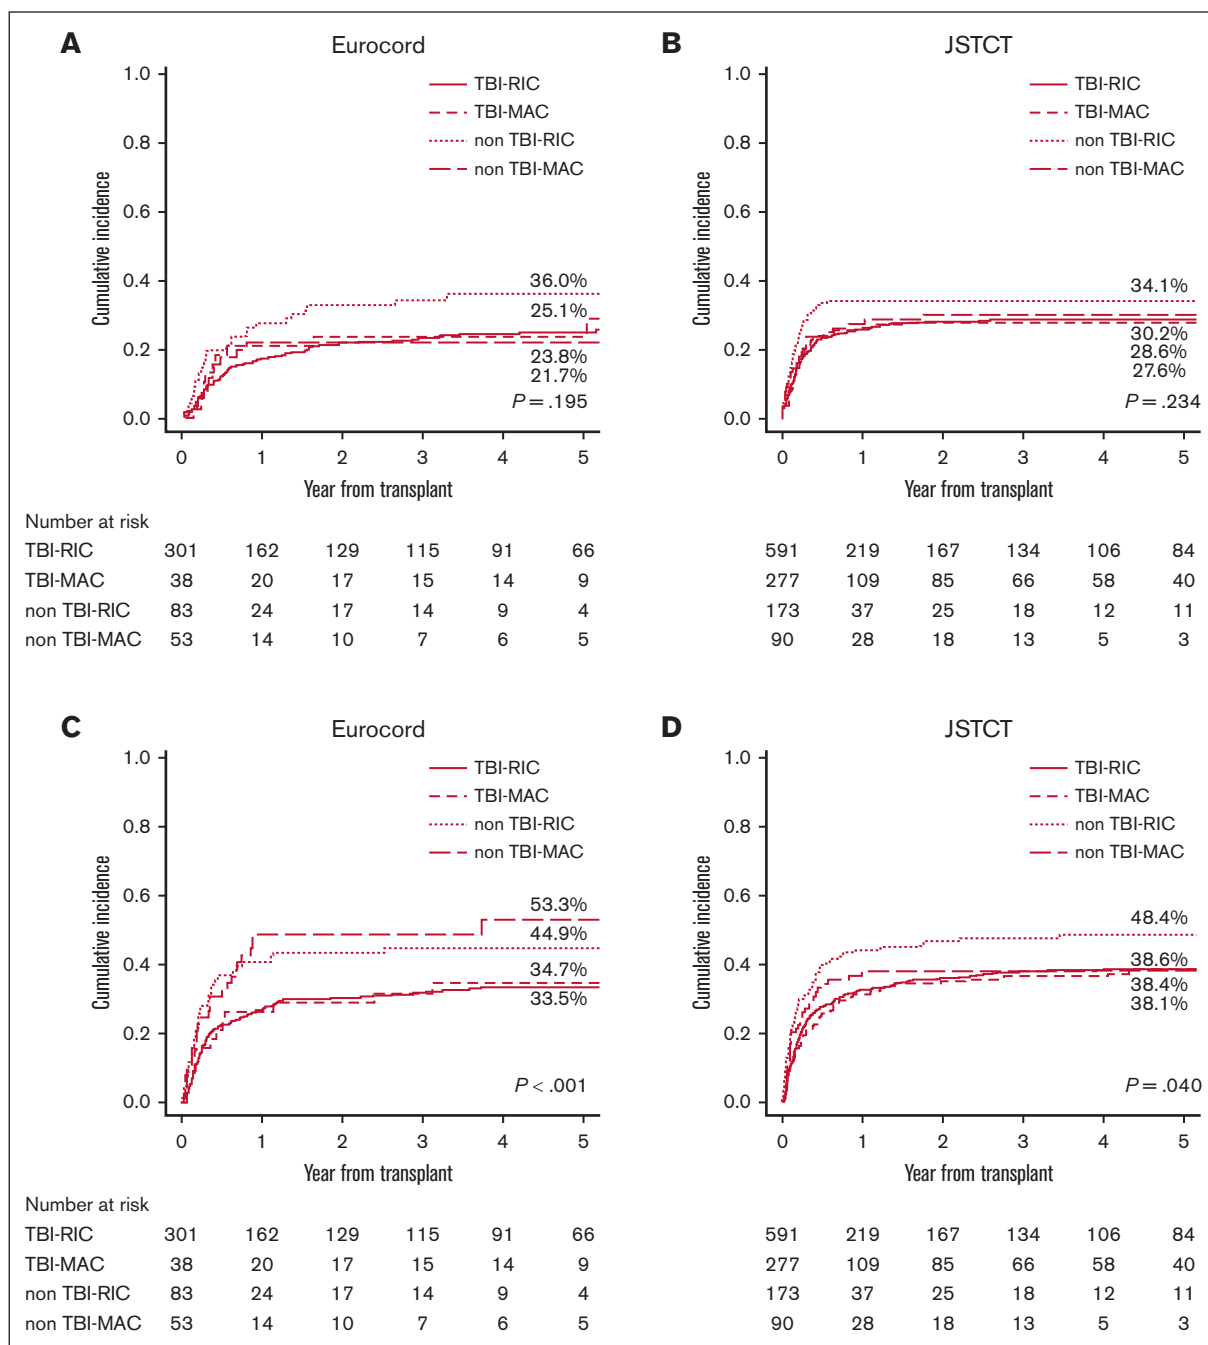 A Eurocord
1.0
0.8
0.6
0.4
0.2
0.0
Cumulative incidence
TBI-RIC
TBI-MAC
non TBI-RIC
non TBI-MAC
36.0%
25.1%
23.8%
21.7%
P = .195
0 1 2 3 4 5
Year from transplant
B JSTCT
1.0
0.8
0.6
0.4
0.2
0.0
Cumulative incidence
TBI-RIC
TBI-MAC
non TBI-RIC
non TBI-MAC
34.1%
30.2%
28.6%
27.6%
P = .234
0 1 2 3 4 5
Year from transplant
Number at risk
TBI-RIC 301 162 129 115 91 66 591 219 167 134 106 84
TBI-MAC 38 20 17 15 14 9 277 109 85 66 58 40
non TBI-RIC 83 24 17 14 9 4 173 37 25 18 12 11
non TBI-MAC 53 14 10 7 6 5 90 28 18 13 5 3
C Eurocord
1.0
0.8
0.6
0.4
0.2
0.0
Cumulative incidence
TBI-RIC
TBI-MAC
non TBI-RIC
non TBI-MAC
53.3%
44.9%
34.7%
33.5%
P < .001
0 1 2 3 4 5
Year from transplant
D JSTCT
1.0
0.8
0.6
0.4
0.2
0.0
Cumulative incidence
TBI-RIC
TBI-MAC
non TBI-RIC
non TBI-MAC
48.4%
38.6%
38.4%
38.1%
P = .040
0 1 2 3 4 5
Year from transplant
Number at risk
TBI-RIC 301 162 129 115 91 66 591 219 167 134 106 84
TBI-MAC 38 20 17 15 14 9 277 109 85 66 58 40
non TBI-RIC 83 24 17 14 9 4 173 37 25 18 12 11
non TBI-MAC 53 14 10 7 6 5 90 28 18 13 5 3